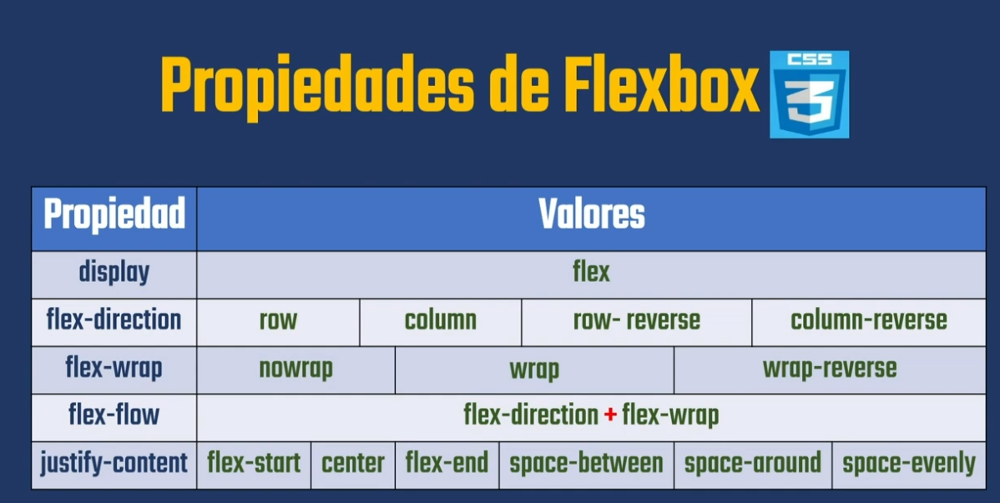 Propiedades de Flexbox
CSS
3
Propiedad Valores
display flex
flex-direction row column row- reverse column-reverse
flex-wrap nowrap wrap wrap-reverse
flex-flow flex-direction + flex-wrap
justify-content flex-start center flex-end space-between space-around space-evenly